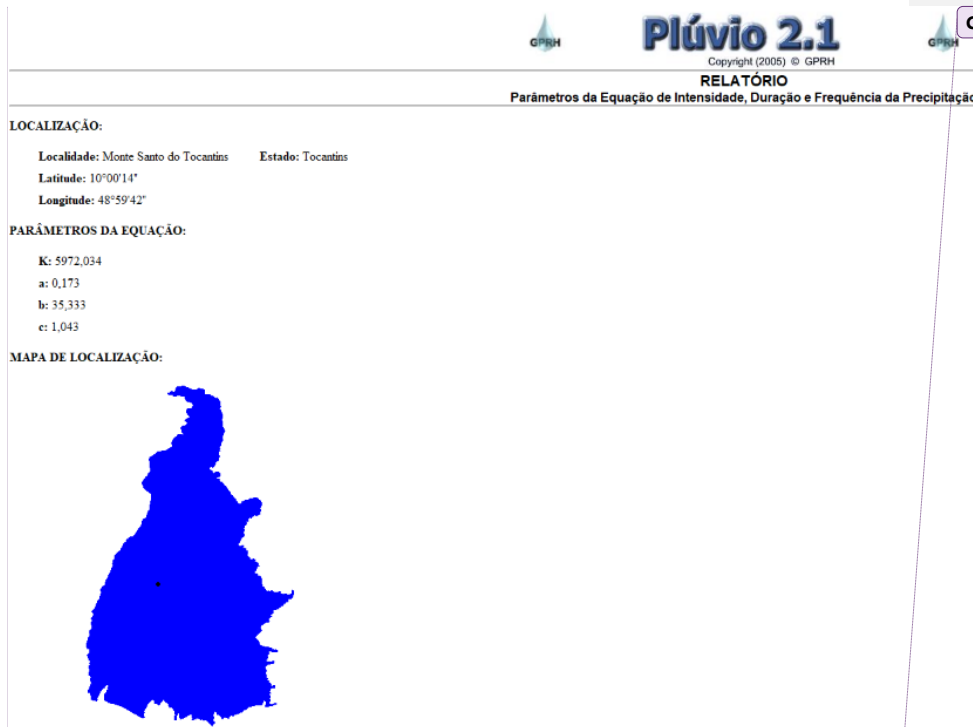 GPRH
Plúvio 2.1
GPRH
Copyright (2005) © GPRH
RELATÓRIO
Parâmetros da Equação de Intensidade, Duração e Frequência da Precipitação
LOCALIZAÇÃO:
Localidade: Monte Santo do Tocantins Estado: Tocantins
Latitude: 10°00'14"
Longitude: 48°59'42"
PARÂMETROS DA EQUAÇÃO:
K: 5972,034
a: 0,173
b: 35,333
c: 1,043
MAPA DE LOCALIZAÇÃO: